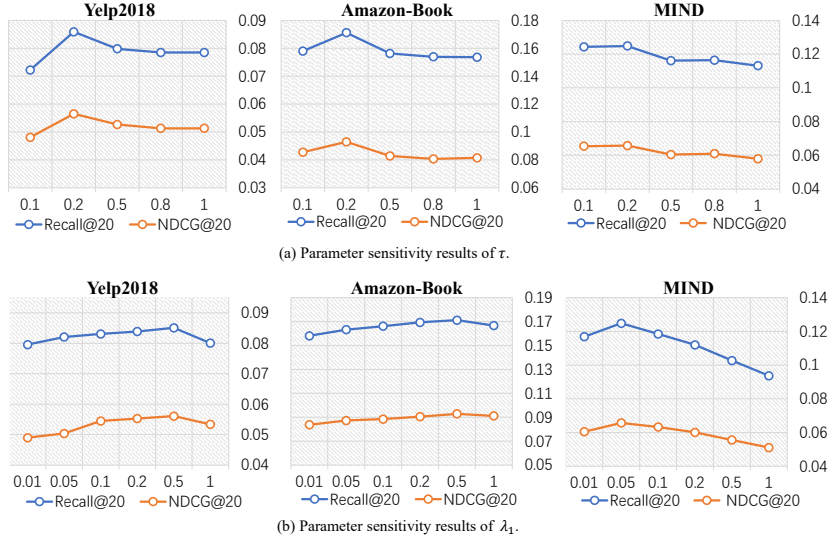 Yelp2018 Amazon-Book MIND
0.09 0.18 0.14
0.08 0.16 0.12
0.07 0.14 0.1
0.06 0.12
0.05 0.1 0.08
0.04 0.08 0.06
0.03 0.06 0.04
0.1 0.2 0.5 0.8 1 0.1 0.2 0.5 0.8 1 0.1 0.2 0.5 0.8 1
Recall@20 NDCG@20 Recall@20 NDCG@20 Recall@20 NDCG@20
(a) Parameter sensitivity results of τ.
Yelp2018 Amazon-Book MIND
0.09 0.19 0.14
0.17 0.12
0.08 0.15
0.07 0.13 0.1
0.11
0.06 0.09 0.08
0.05 0.07 0.06
0.04 0.05 0.04
0.01 0.05 0.1 0.2 0.5 1 0.01 0.05 0.1 0.2 0.5 1 0.01 0.05 0.1 0.2 0.5 1
Recall@20 NDCG@20 Recall@20 NDCG@20 Recall@20 NDCG@20
(b) Parameter sensitivity results of λ₁.